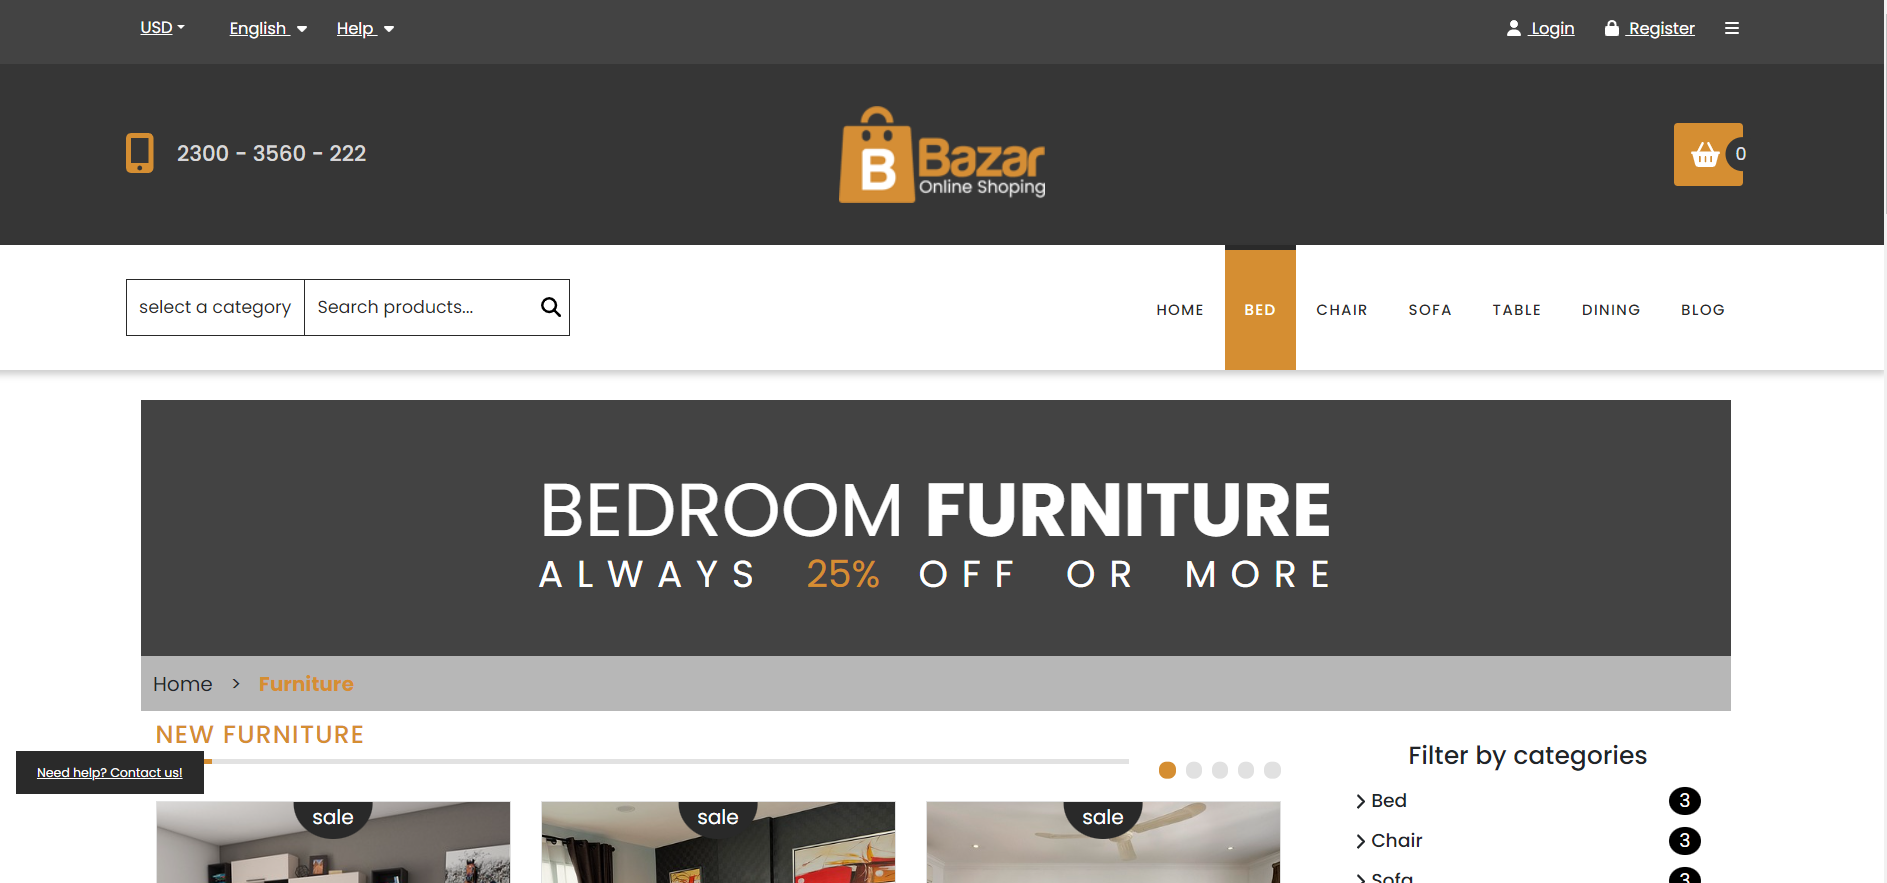 USD
English
Help
Login
Register
2300 - 3560 - 222
B
Bazar
Online Shoping
0
select a category
Search products...
HOME
BED
CHAIR
SOFA
TABLE
DINING
BLOG
BEDROOM FURNITURE
ALWAYS 25% OFF OR MORE
Home > Furniture
NEW FURNITURE
Need help? Contact us!
sale
sale
sale
Filter by categories
Bed 3
Chair 3
Sofa 3